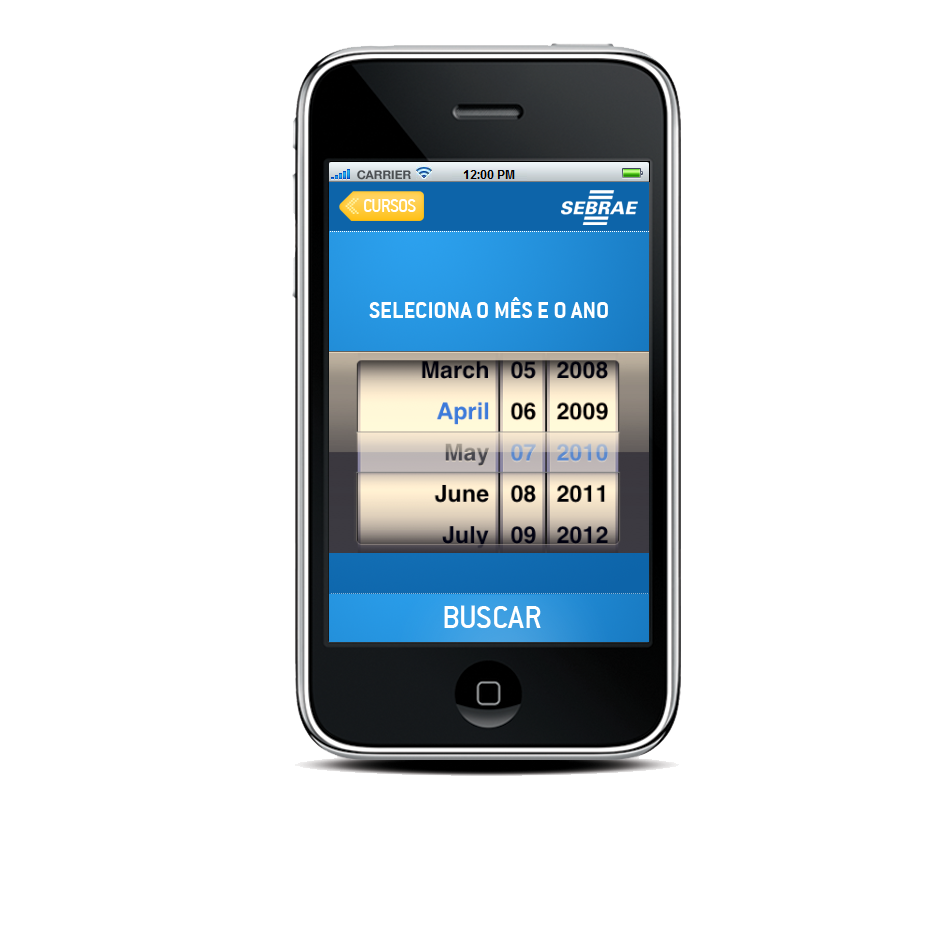 CARRIER 12:00 PM
CURSOS SEBRAE
SELECIONA O MÊS E O ANO
March 05 2008
April 06 2009
May 07 2010
June 08 2011
July 09 2012
BUSCAR